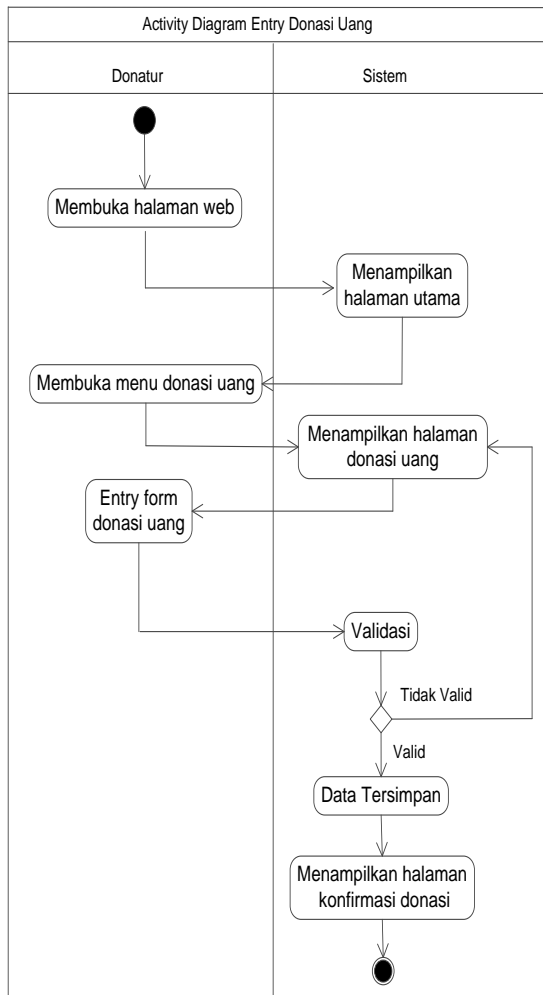 Activity Diagram Entry Donasi Uang
Donatur
Sistem
Membuka halaman web
Menampilkan
halaman utama
Membuka menu donasi uang
Menampilkan halaman
donasi uang
Entry form
donasi uang
Validasi
Tidak Valid
Valid
Data Tersimpan
Menampilkan halaman
konfirmasi donasi